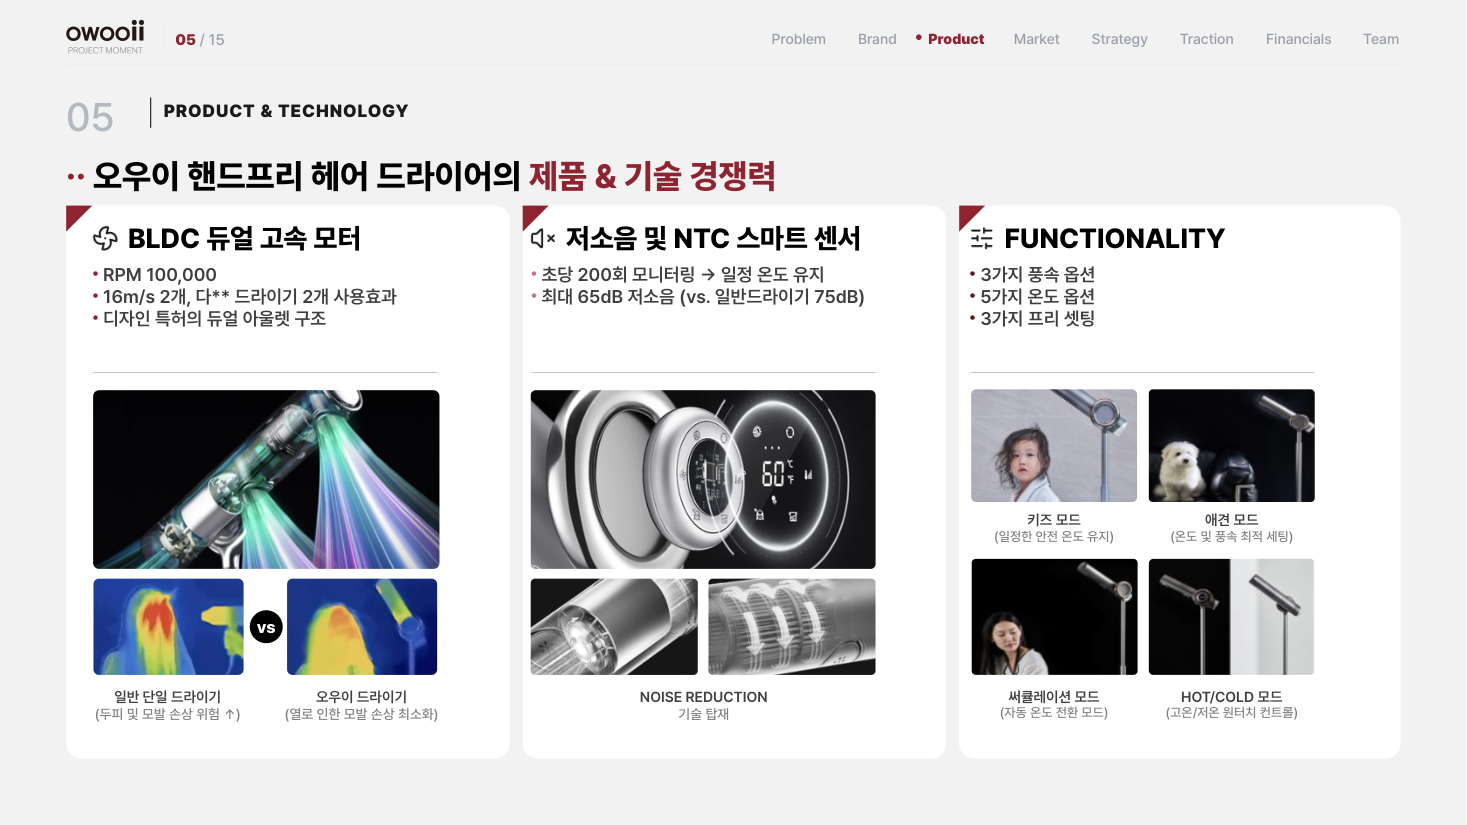 owooii
PROJECT MOMENT
05 / 15
Problem Brand • Product Market Strategy Traction Financials Team
05
PRODUCT & TECHNOLOGY
•• 오우이 핸드프리 헤어 드라이어의 제품 & 기술 경쟁력
BLDC 듀얼 고속 모터
• RPM 100,000
• 16m/s 2개, 다** 드라이기 2개 사용효과
• 디자인 특허의 듀얼 아울렛 구조
vs
일반 단일 드라이기
(두피 및 모발 손상 위험 ↑)
오우이 드라이기
(열로 인한 모발 손상 최소화)
저소음 및 NTC 스마트 센서
• 초당 200회 모니터링 → 일정 온도 유지
• 최대 65dB 저소음 (vs. 일반드라이기 75dB)
60
°C
°F
NOISE REDUCTION
기술 탑재
FUNCTIONALITY
• 3가지 풍속 옵션
• 5가지 온도 옵션
• 3가지 프리 셋팅
키즈 모드
(일정한 안전 온도 유지)
애견 모드
(온도 및 풍속 최적 세팅)
써큘레이션 모드
(자동 온도 전환 모드)
HOT/COLD 모드
(고온/저온 원터치 컨트롤)